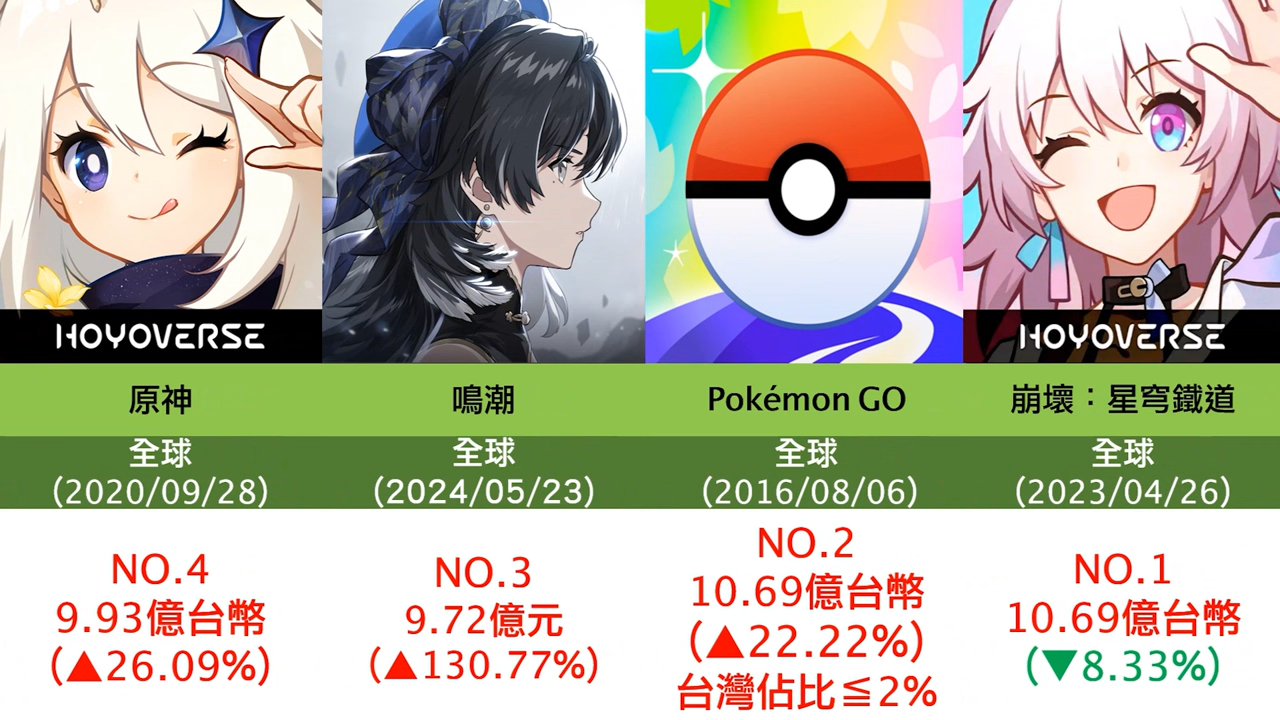 HOYOVERSE
原神
全球
(2020/09/28)
NO.4
9.93億台幣
(▲26.09%)
鳴潮
全球
(2024/05/23)
NO.3
9.72億元
(▲130.77%)
Pokémon GO
全球
(2016/08/06)
NO.2
10.69億台幣
(▲22.22%)
台灣佔比≦2%
HOYOVERSE
崩壞：星穹鐵道
全球
(2023/04/26)
NO.1
10.69億台幣
(▼8.33%)